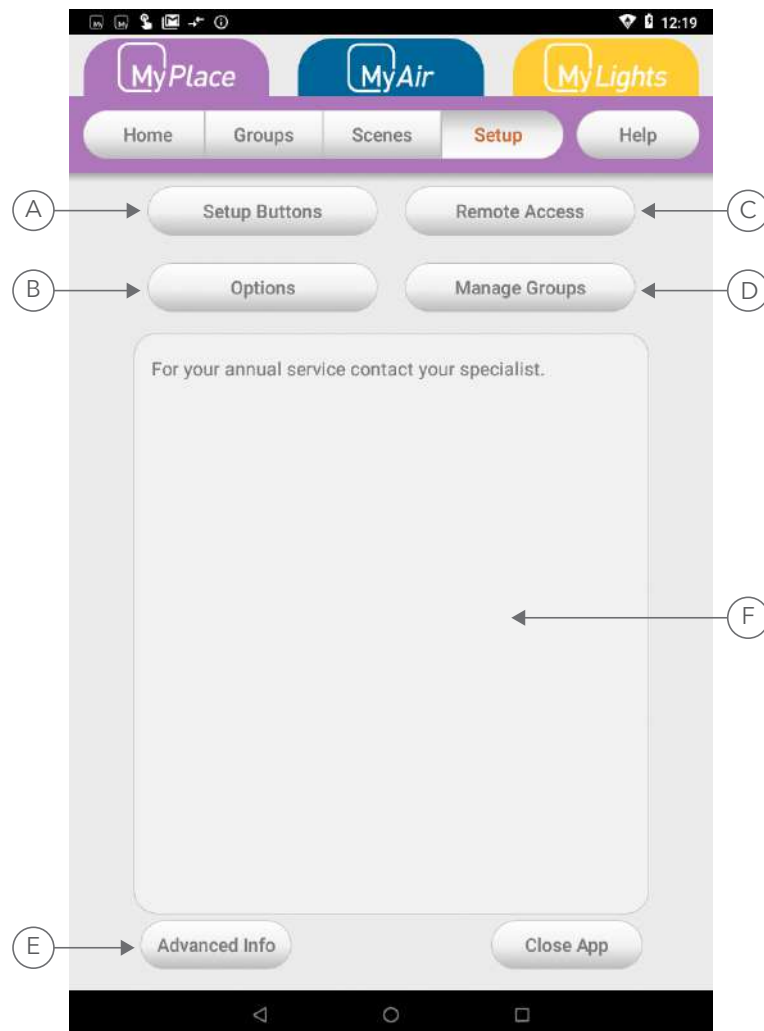 12:19
MyPlace MyAir MyLights
Home Groups Scenes Setup Help
A Setup Buttons Remote Access C
B Options Manage Groups D
For your annual service contact your specialist.
F
E Advanced Info Close App